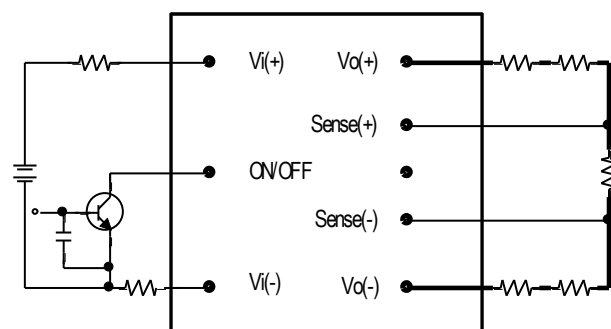 Vi(+) Vo(+)
Sense(+)
ON/OFF
Sense(-)
Vi(-) Vo(-)